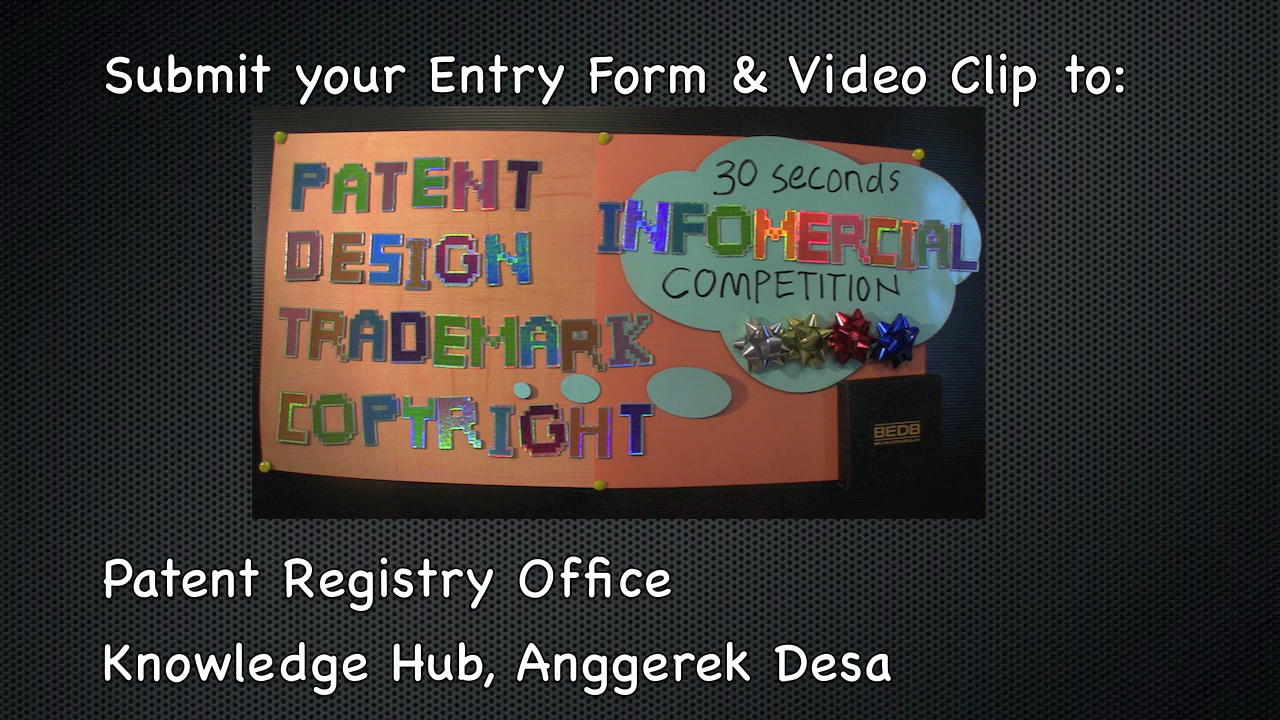 Submit your Entry Form & Video Clip to:
PATENT
DESIGN
TRADEMARK
COPYRIGHT
30 seconds
INFOMERCIAL
COMPETITION
BEDB
Patent Registry Office
Knowledge Hub, Anggerek Desa